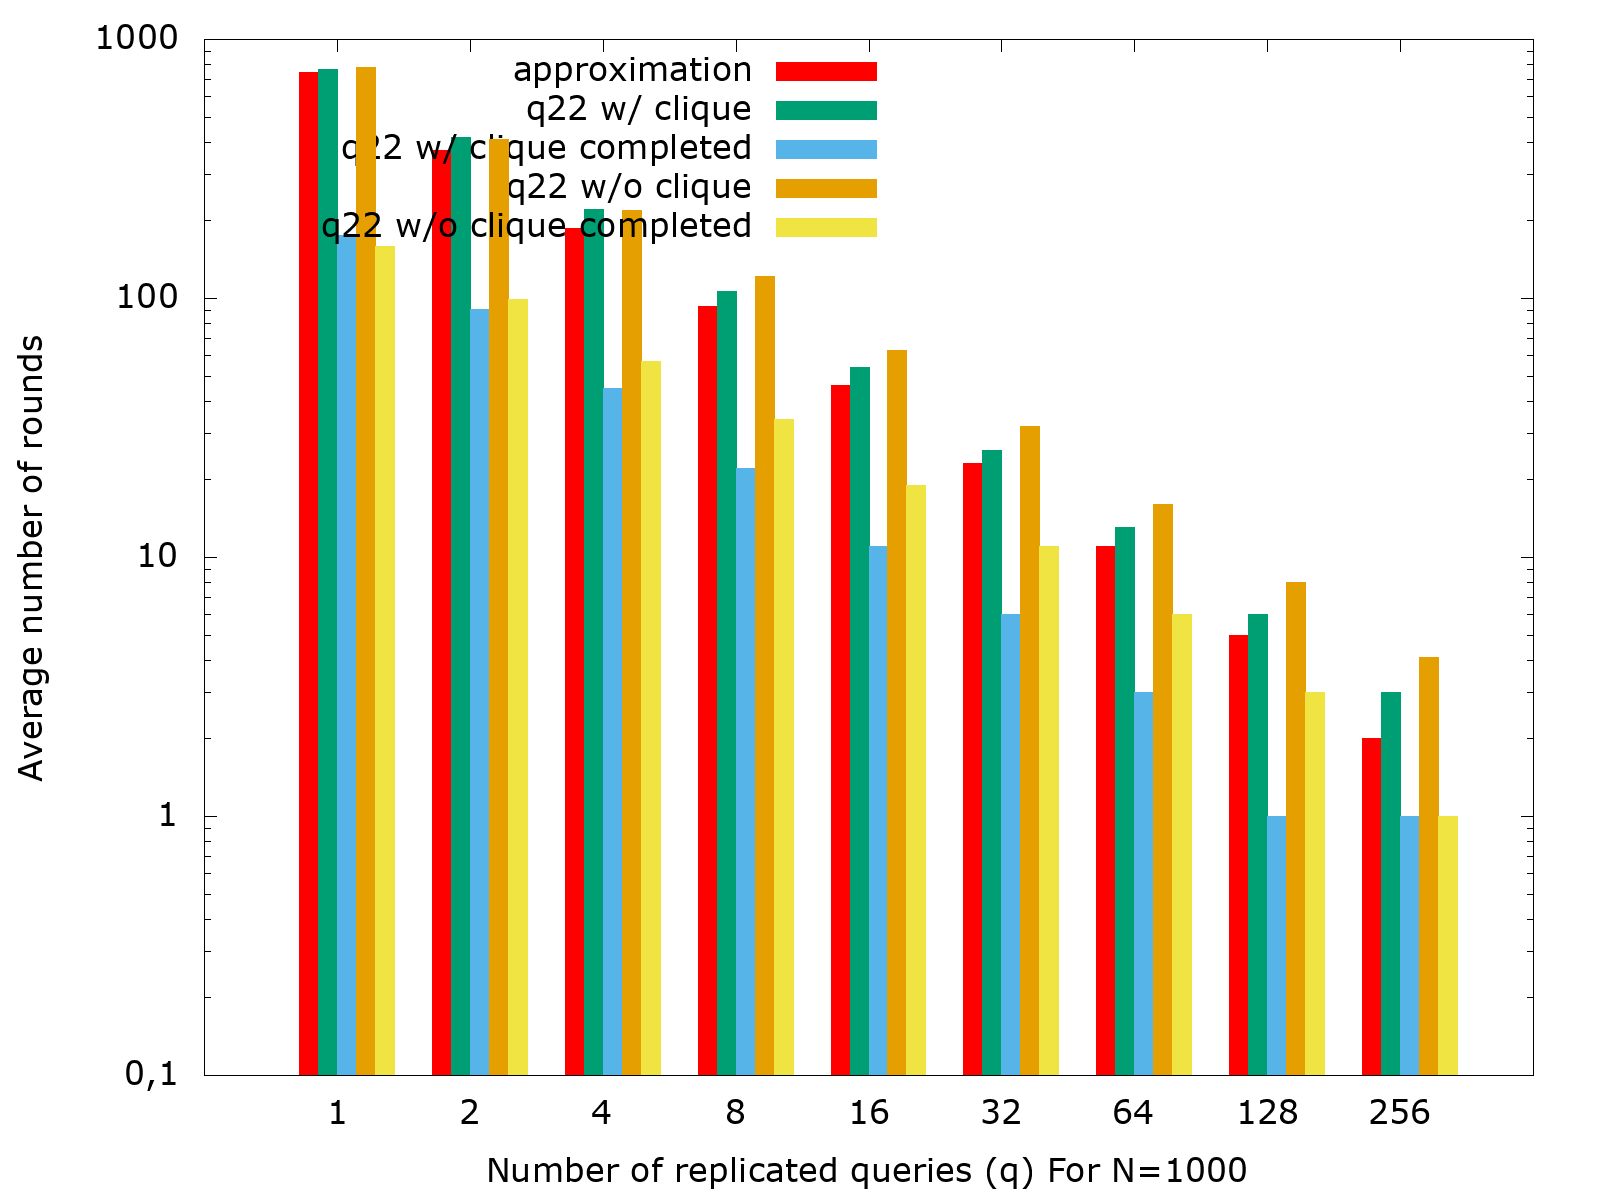 1000
100
10
1
0,1
Average number of rounds
approximation
q22 w/ clique
q22 w/ clique completed
q22 w/o clique
q22 w/o clique completed
1 2 4 8 16 32 64 128 256
Number of replicated queries (q) For N=1000